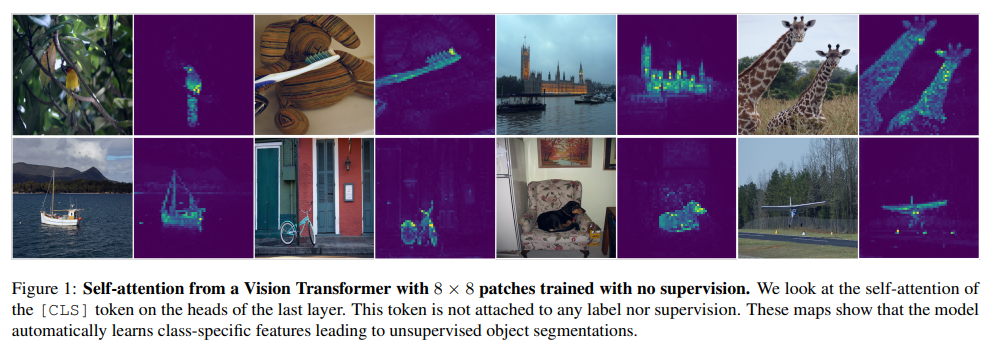 Figure 1: Self-attention from a Vision Transformer with 8 × 8 patches trained with no supervision. We look at the self-attention of
the [CLS] token on the heads of the last layer. This token is not attached to any label nor supervision. These maps show that the model
automatically learns class-specific features leading to unsupervised object segmentations.